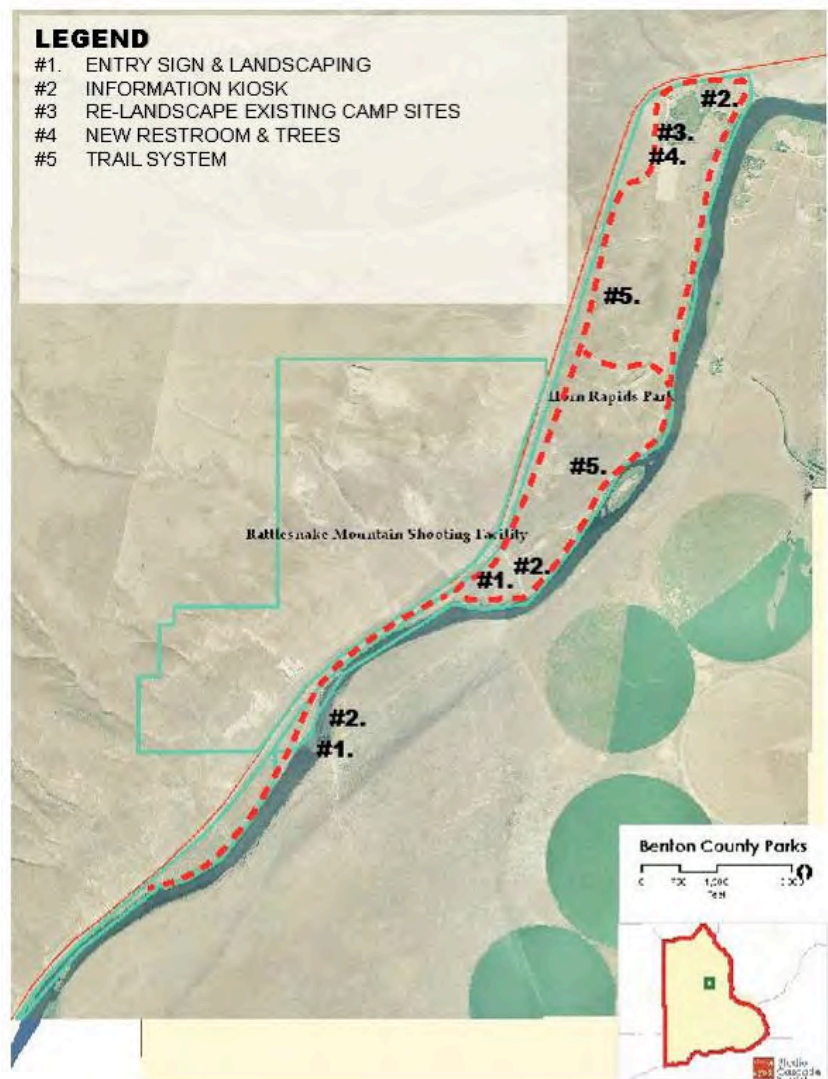 LEGEND
#1. ENTRY SIGN & LANDSCAPING
#2 INFORMATION KIOSK
#3 RE-LANDSCAPE EXISTING CAMP SITES
#4 NEW RESTROOM & TREES
#5 TRAIL SYSTEM
#2.
#3.
#4.
#5.
Horn Rapids Park
#5.
Rattlesnake Mountain Shooting Facility
#2.
#1.
#2.
#1.
Benton County Parks
0
Feet
Studio
Cascade